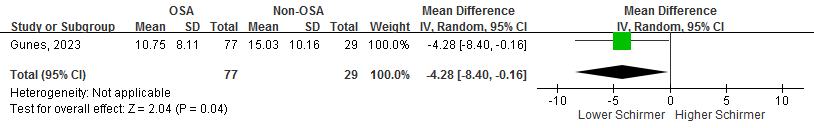 OSA Non-OSA Mean Difference Mean Difference
Study or Subgroup Mean SD Total Mean SD Total Weight IV, Random, 95% CI IV, Random, 95% CI
Gunes, 2023 10.75 8.11 77 15.03 10.16 29 100.0% -4.28 [-8.40, -0.16]
Total (95% CI) 77 29 100.0% -4.28 [-8.40, -0.16]
Heterogeneity: Not applicable
Test for overall effect: Z = 2.04 (P = 0.04)
-10 -5 0 5 10
Lower Schirmer Higher Schirmer